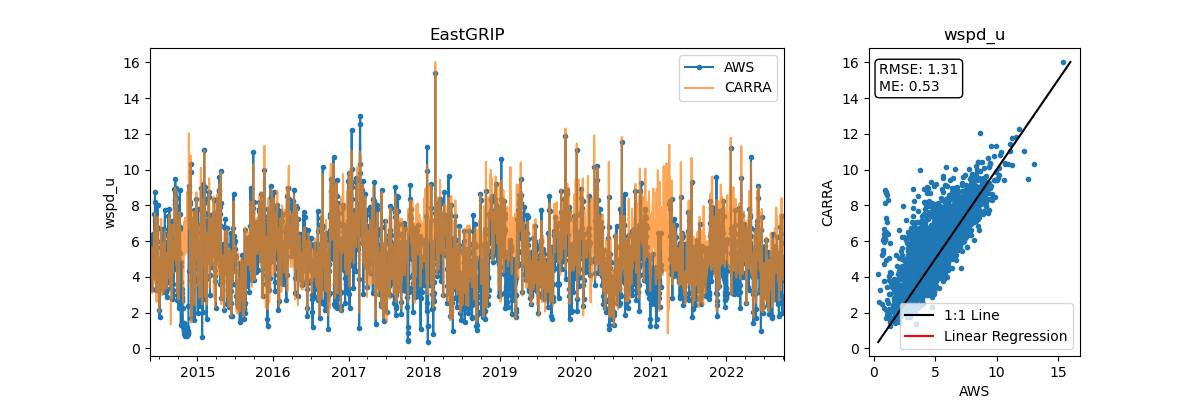 EastGRIP
wspd_u
16
14
12
10
8
6
4
2
0
AWS
CARRA
2015 2016 2017 2018 2019 2020 2021 2022
wspd_u
CARRA
16
14
12
10
8
6
4
2
0
RMSE: 1.31
ME: 0.53
1:1 Line
Linear Regression
0 5 10 15
AWS